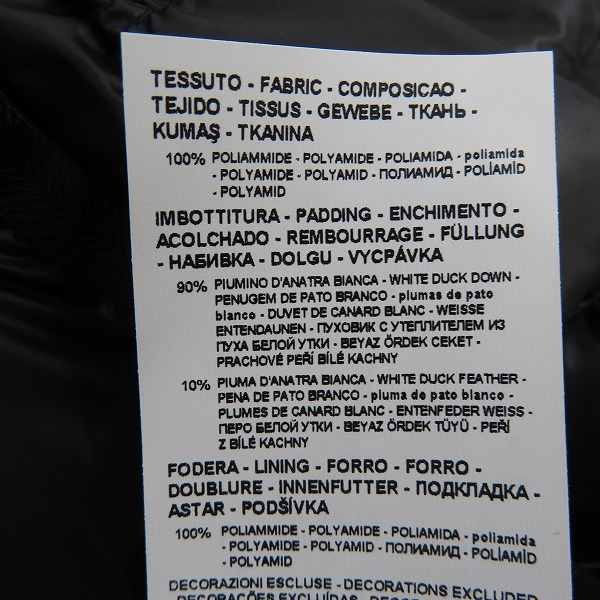 TESSUTO - FABRIC - COMPOSICAO -
TEJIDO - TISSUS - GEWEBE - ТКАНЬ -
KUMAŞ - TKANINA
100% POLIAMMIDE - POLYAMIDE - POLIAMIDA - poliamida
- POLYAMIDE - POLYAMID - ПОЛИАМИД - POLİAMİD
- POLYAMID
IMBOTTITURA - PADDING - ENCHIMENTO -
ACOLCHADO - REMBOURRAGE - FÜLLUNG
- НАБИВКА - DOLGU - VYCPÁVKA
90% PIUMINO D'ANATRA BIANCA - WHITE DUCK DOWN -
PENUGEM DE PATO BRANCO - plumas de pato
blanco - DUVET DE CANARD BLANC - WEISSE
ENTENDAUNEN - ПУХОВИК С УТЕПЛИТЕЛЕМ ИЗ
ПУХА БЕЛОЙ УТКИ - BEYAZ ÖRDEK CEKET -
PRACHOVÉ PEŘÍ BÍLÉ KACHNY
10% PIUMA D'ANATRA BIANCA - WHITE DUCK FEATHER -
PENA DE PATO BRANCO - pluma de pato blanco -
PLUMES DE CANARD BLANC - ENTENFEDER WEISS -
ПЕРО БЕЛОЙ УТКИ - BEYAZ ÖRDEK TÜYÜ - PEŘÍ
Z BÍLÉ KACHNY
FODERA - LINING - FORRO - FORRO -
DOUBLURE - INNENFUTTER - ПОДКЛАДКА -
ASTAR - PODŠÍVKA
100% POLIAMMIDE - POLYAMIDE - POLIAMIDA - poliamida
- POLYAMIDE - POLYAMID - ПОЛИАМИД - POLİAMİD
- POLYAMID
DECORAZIONI ESCLUSE - DECORATIONS EXCLUDED
- DECORAÇÕES EXCLUÍDAS - DECORACIONES